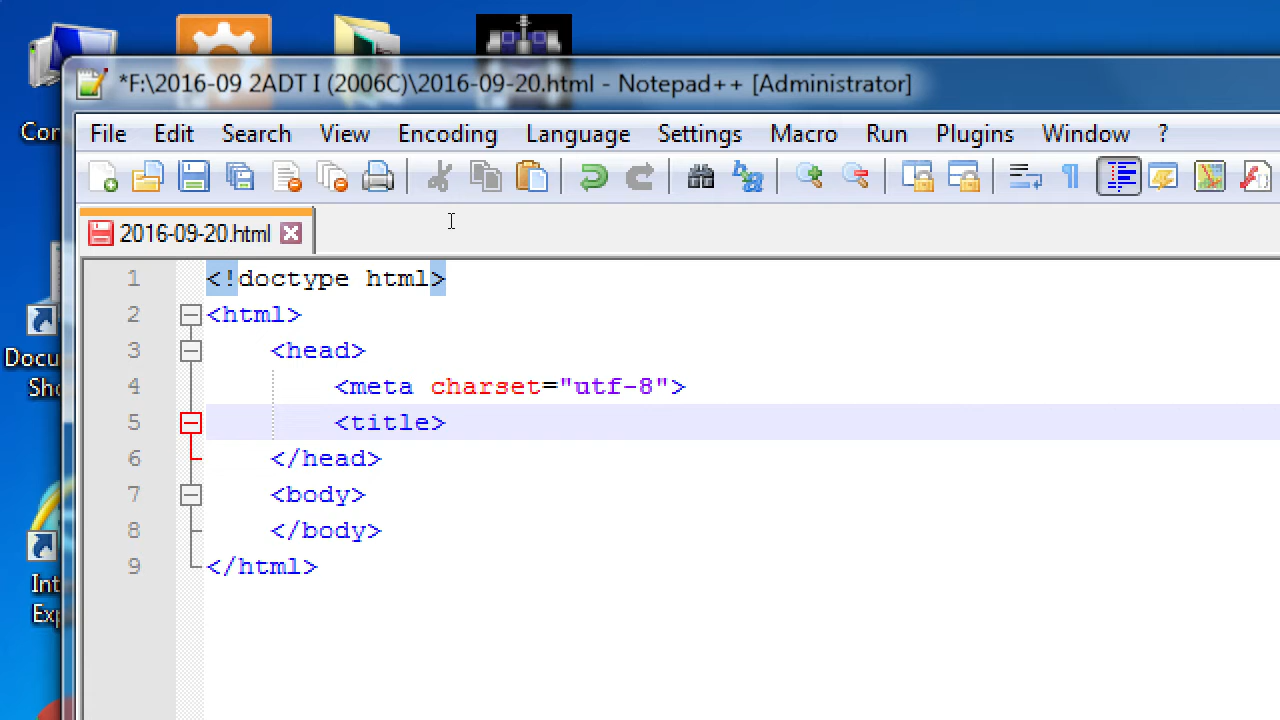 *F:\2016-09 2ADT I (2006C)\2016-09-20.html - Notepad++ [Administrator]
File Edit Search View Encoding Language Settings Macro Run Plugins Window ?
2016-09-20.html
1 <!doctype html>
2 <html>
3 <head>
4 <meta charset="utf-8">
5 <title>
6 </head>
7 <body>
8 </body>
9 </html>